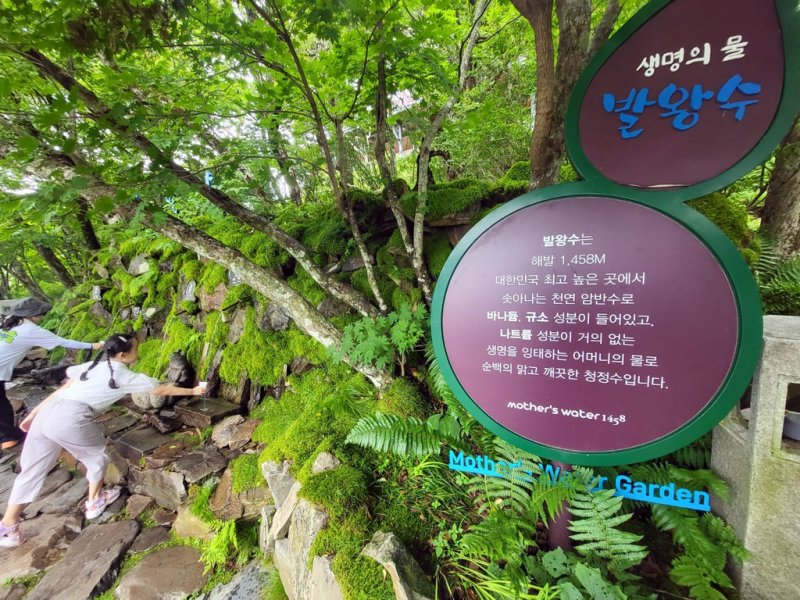 생명의 물
발왕수
발왕수는
해발 1,458M
대한민국 최고 높은 곳에서
솟아나는 천연 암반수로
바나듐, 규소 성분이 들어있고,
나트륨 성분이 거의 없는
생명을 잉태하는 어머니의 물로
순백의 맑고 깨끗한 청정수입니다.
mother's water 1458
Mother's Water Garden